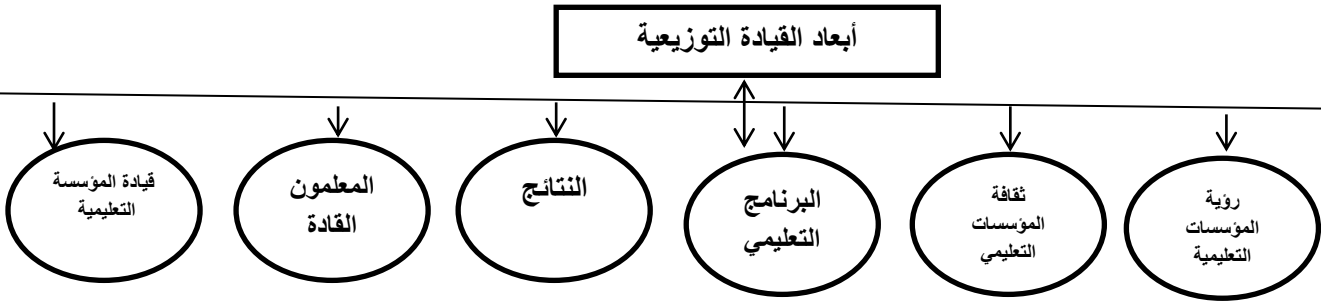 أبعاد القيادة التوزيعية
رؤية
المؤسسات
التعليمية
ثقافة
المؤسسات
التعليمي
البرنامج
التعليمي
النتائج
المعلمون
القادة
قيادة المؤسسة
التعليمية